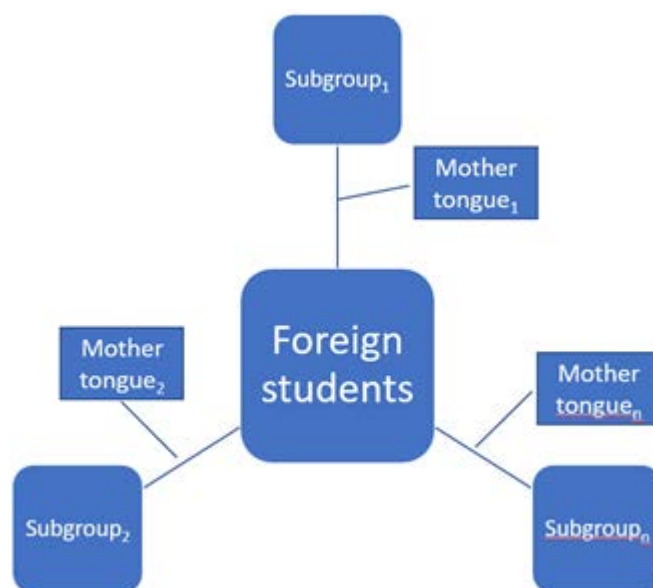 Subgroup₁
Mother
tongue₁
Foreign
students
Mother
tongue₂
Mother
tongueₙ
Subgroup₂
Subgroupₙ